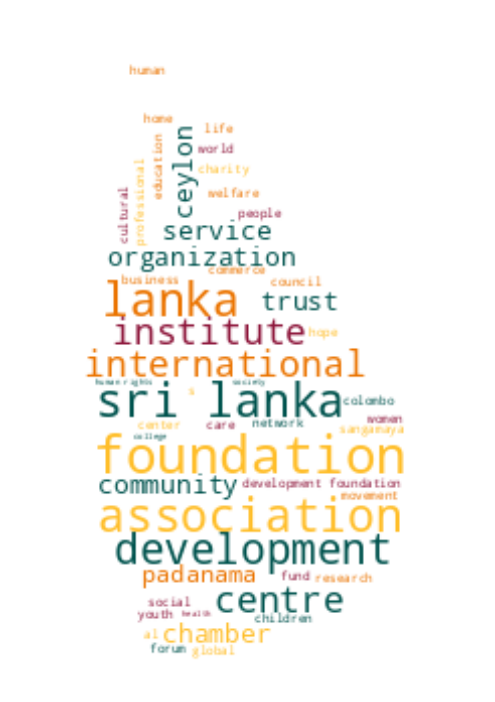 human
home
life
education
ceylon
world
professional
charity
cultural
welfare
people
service
organization
commerce
business
council
lanka
trust
institute
hope
international
human rights
society
sri lanka
s
colombo
women
center
care
network
sangamaya
college
foundation
community
development foundation
movement
association
development
padanama
fund
research
centre
social
youth
health
children
al
chamber
forum
global